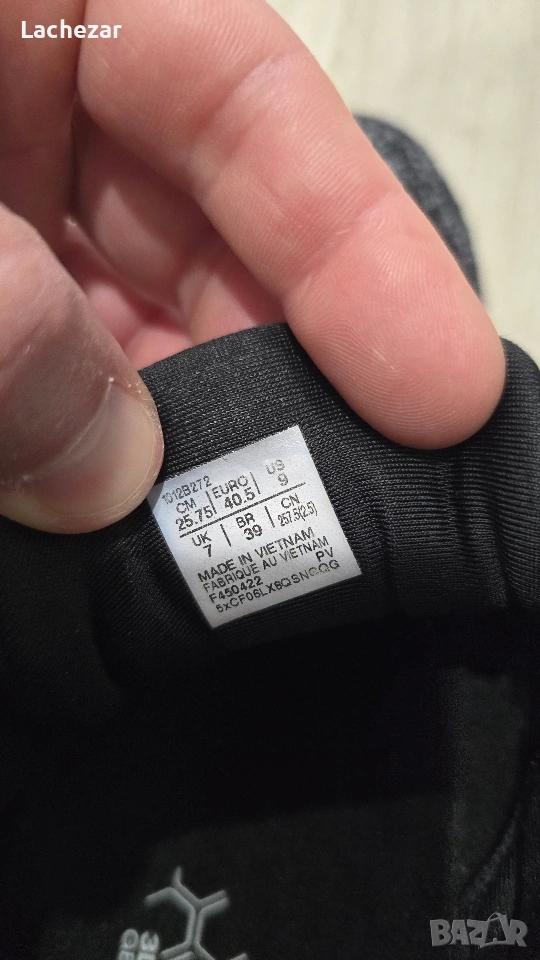 Lachezar
1012B272
CM | EURO | US
25.75 | 40.5 | 9
UK | BR | CN
7 | 39 | 257.5(2.5)
MADE IN VIETNAM
FABRIQUE AU VIETNAM
F450422 PV
BAZAR